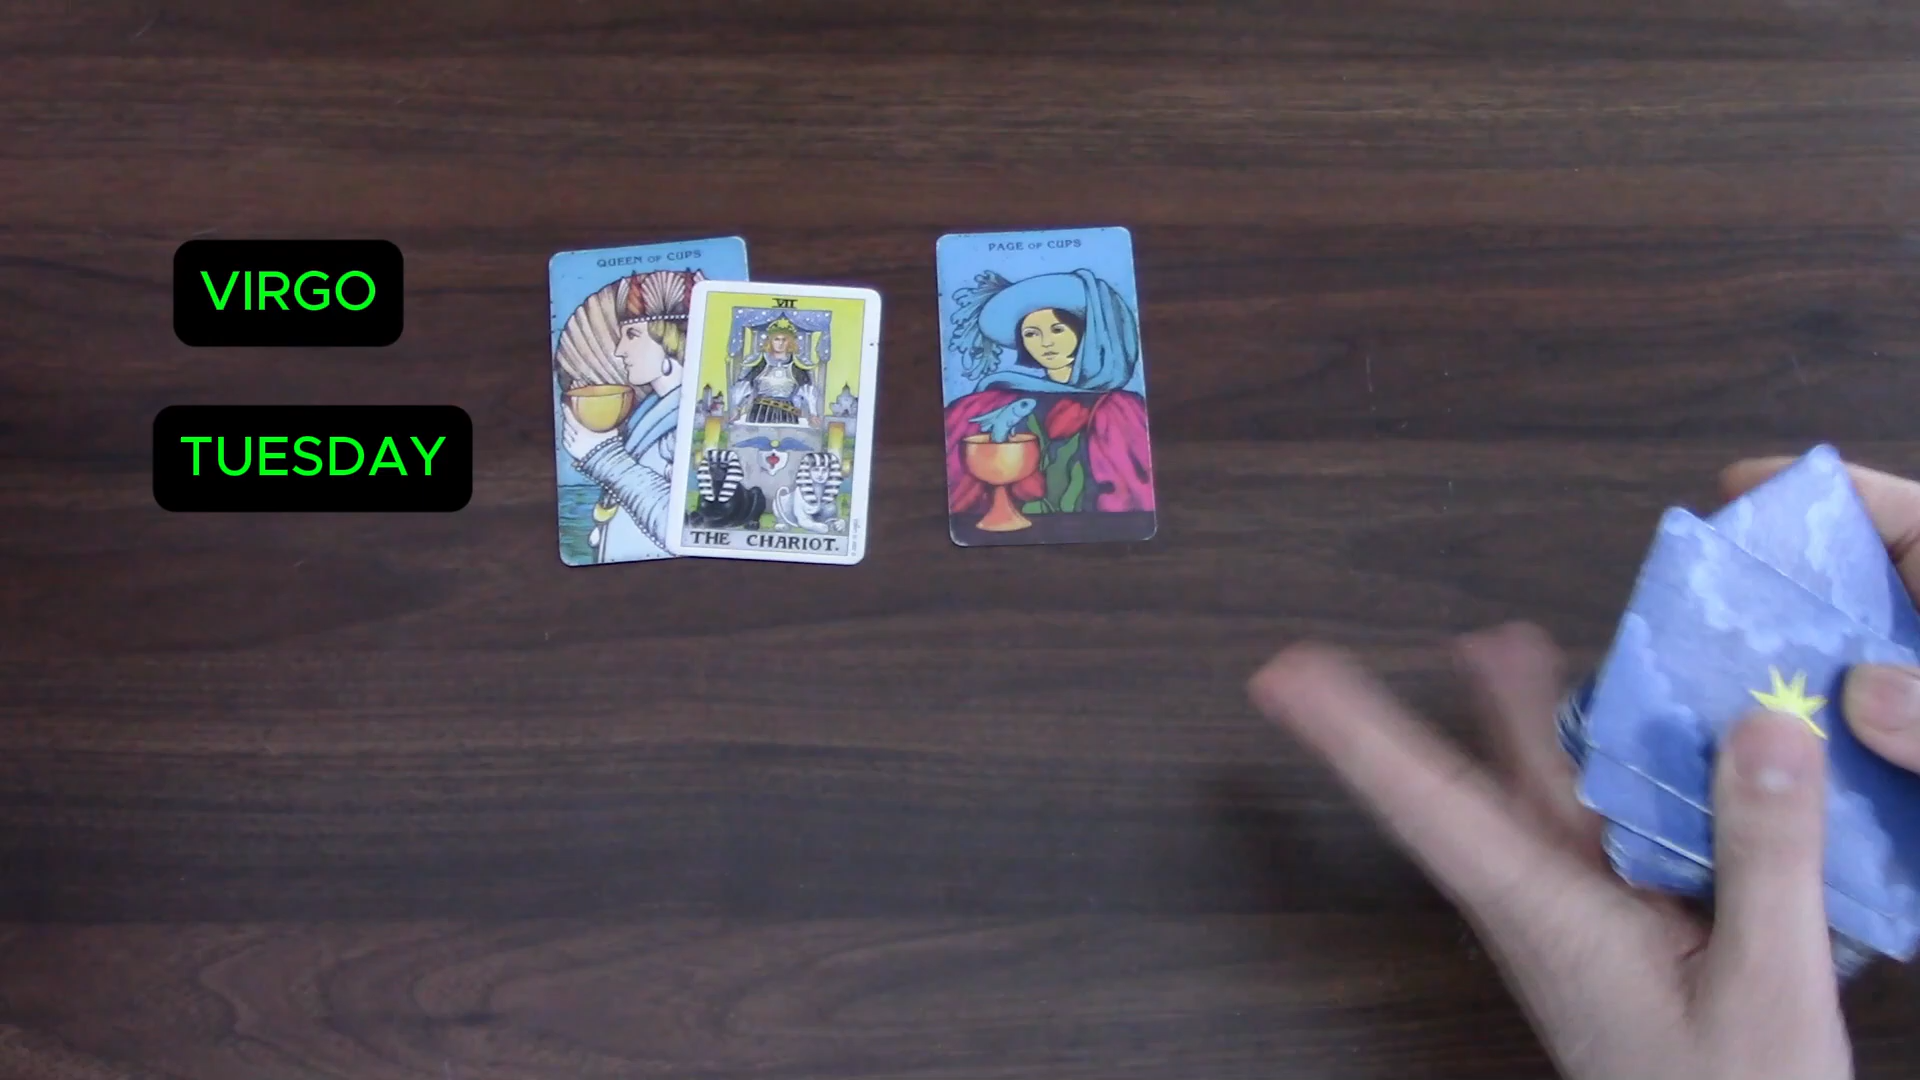 VIRGO
TUESDAY
QUEEN OF CUPS
VII
THE CHARIOT.
PAGE OF CUPS